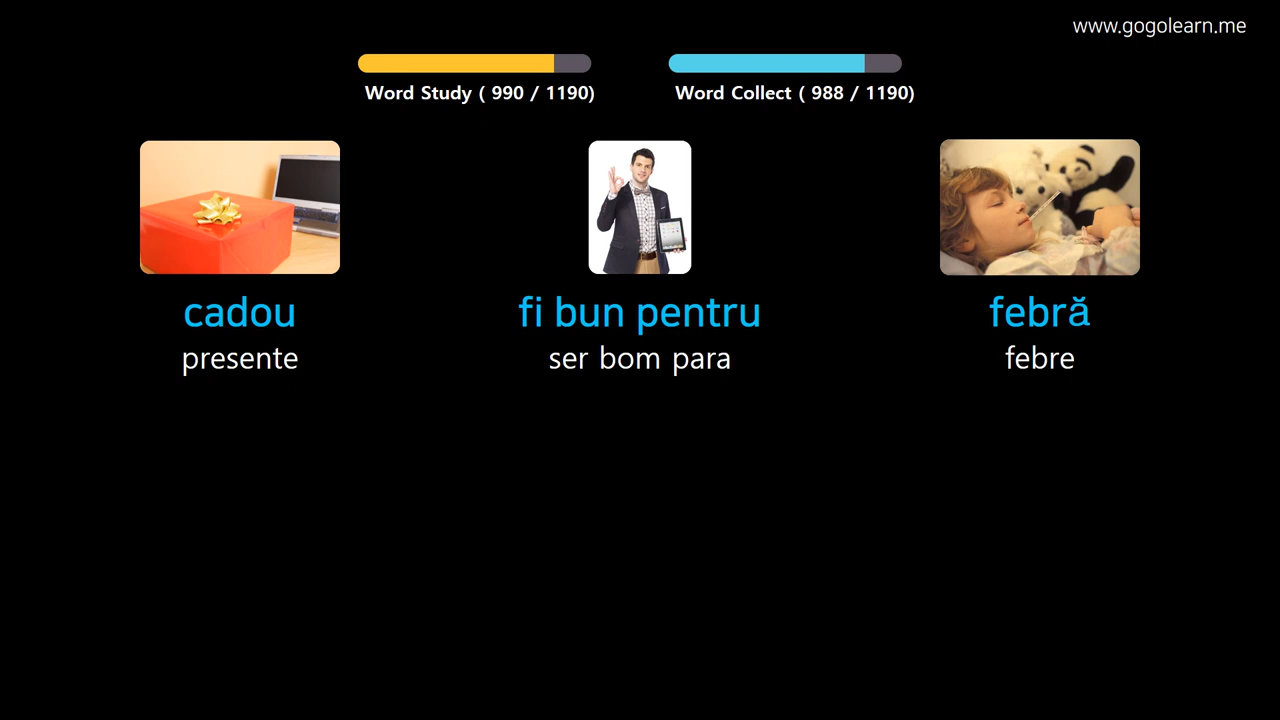 www.gogolearn.me
Word Study ( 990 / 1190)
Word Collect ( 988 / 1190)
cadou
presente
fi bun pentru
ser bom para
febră
febre